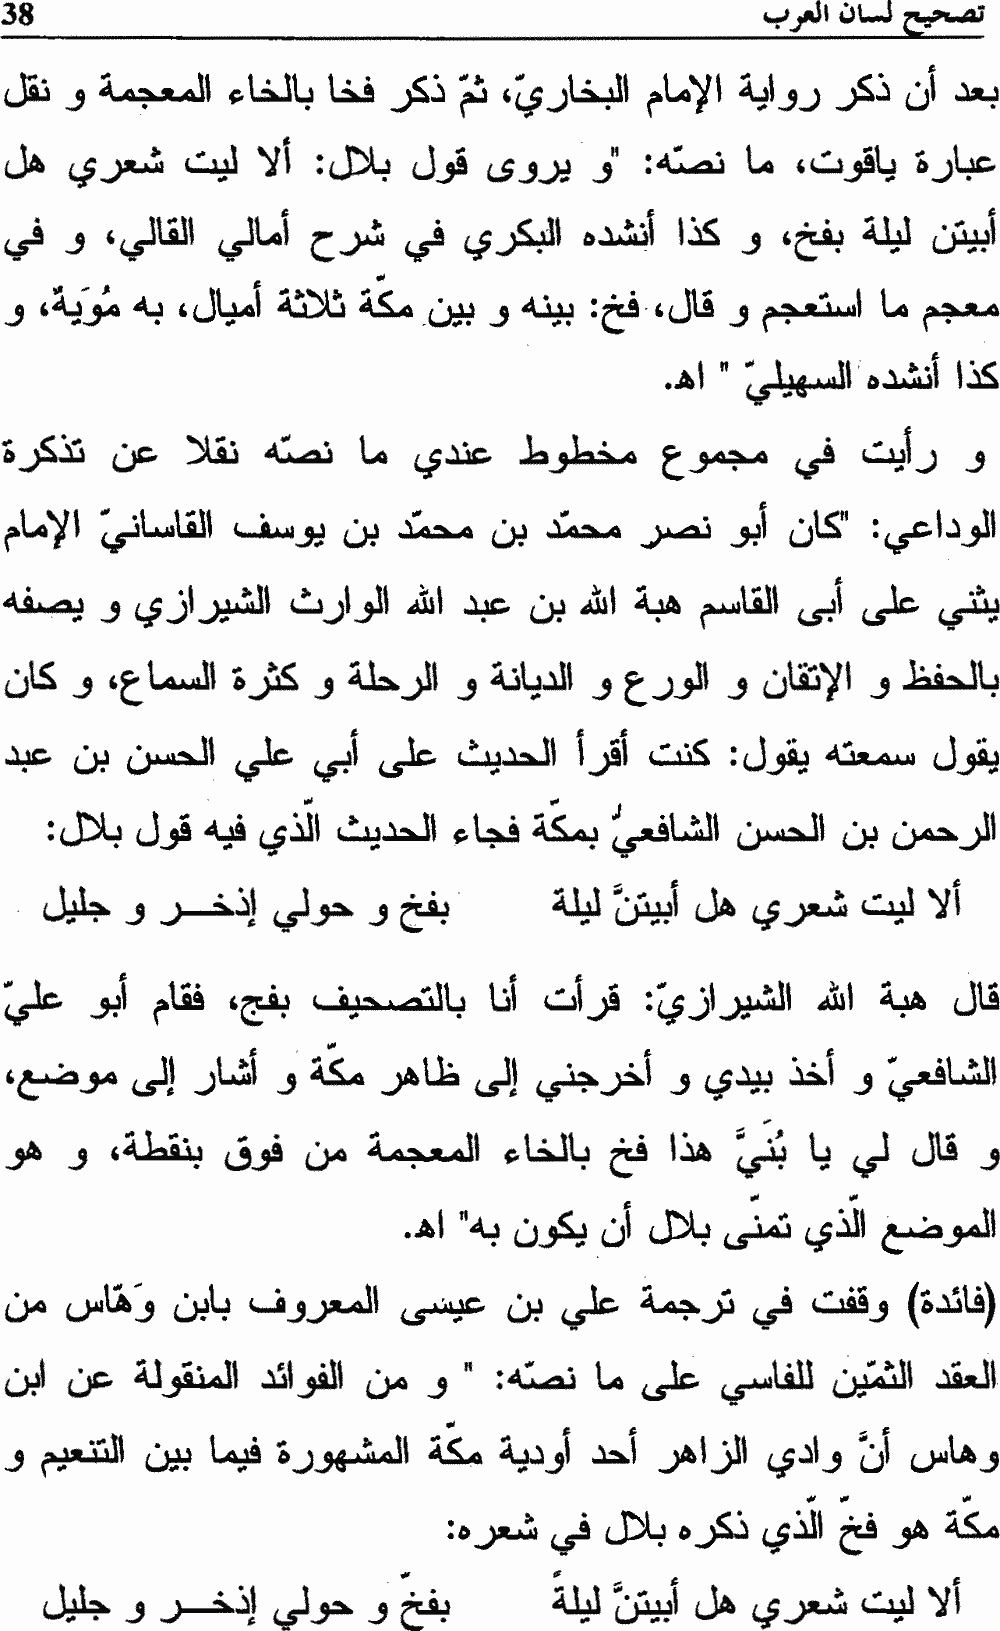 تصحيح لسان العرب 38
بعد أن ذكر رواية الإمام البخاريّ، ثمّ ذكر فخا بالخاء المعجمة و نقل
عبارة ياقوت، ما نصّه: "و يروى قول بلال: ألا ليت شعري هل
أبيتن ليلة بفخ، و كذا أنشده البكري في شرح أمالي القالي، و في
معجم ما استعجم و قال، فخ: بينه و بين مكّة ثلاثة أميال، به مُوَيةٌ، و
كذا أنشده السهيليّ " اهـ.
و رأيت في مجموع مخطوط عندي ما نصّه نقلا عن تذكرة
الوداعي: "كان أبو نصر محمّد بن محمّد بن يوسف القاسانيّ الإمام
يثني على أبى القاسم هبة الله بن عبد الله الوارث الشيرازي و يصفه
بالحفظ و الإتقان و الورع و الديانة و الرحلة و كثرة السماع، و كان
يقول سمعته يقول: كنت أقرأ الحديث على أبي علي الحسن بن عبد
الرحمن بن الحسن الشافعيُّ بمكّة فجاء الحديث الّذي فيه قول بلال:
ألا ليت شعري هل أبيتنَّ ليلة بفخ و حولي إذخـــر و جليل
قال هبة الله الشيرازيّ: قرأت أنا بالتصحيف بفج، فقام أبو عليّ
الشافعيّ و أخذ بيدي و أخرجني إلى ظاهر مكّة و أشار إلى موضع،
و قال لي يا بُنَيَّ هذا فخ بالخاء المعجمة من فوق بنقطة، و هو
الموضع الّذي تمنّى بلال أن يكون به" اهـ.
(فائدة) وقفت في ترجمة علي بن عيسى المعروف بابن وَهّاس من
العقد الثمّين للفاسي على ما نصّه: " و من الفوائد المنقولة عن ابن
وهاس أنَّ وادي الزاهر أحد أودية مكّة المشهورة فيما بين التنعيم و
مكّة هو فخّ الّذي ذكره بلال في شعره:
ألا ليت شعري هل أبيتنَّ ليلةً بفخّ و حولي إذخـــر و جليل